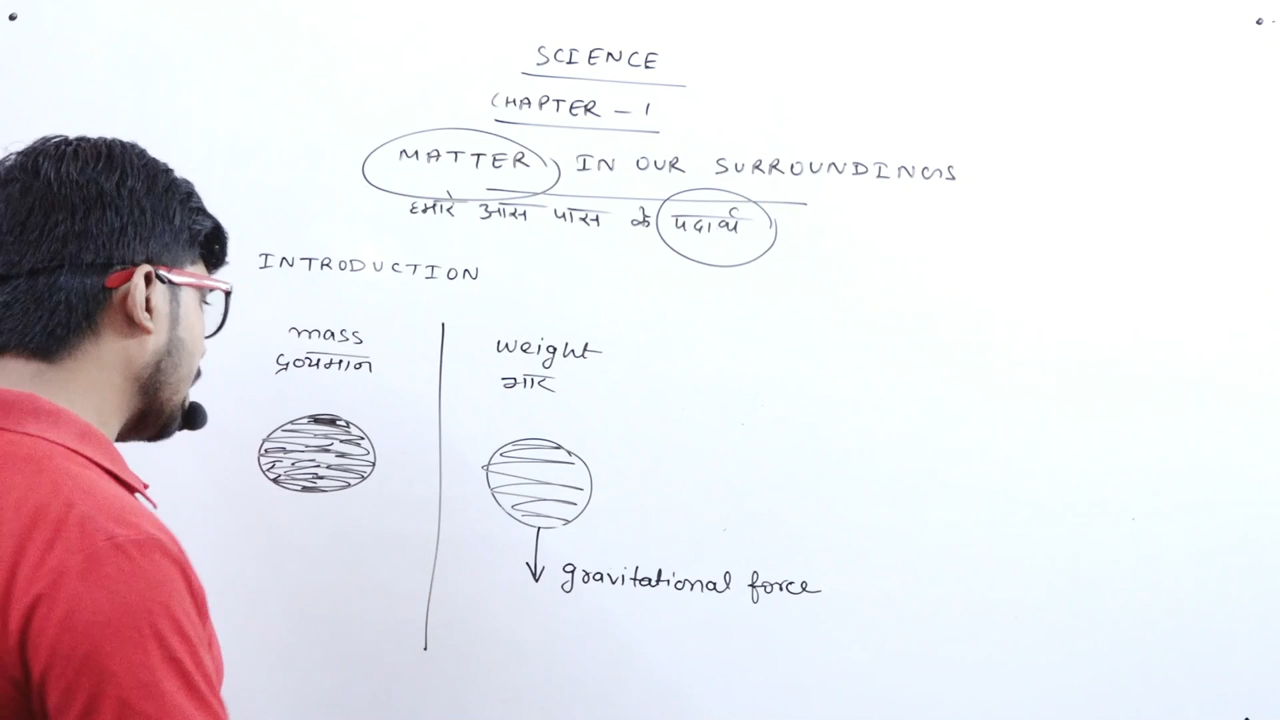 SCIENCE
CHAPTER - 1
MATTER IN OUR SURROUNDINGS
हमारे आस पास के पदार्थ
INTRODUCTION
mass
द्रव्यमान
weight
भार
gravitational force